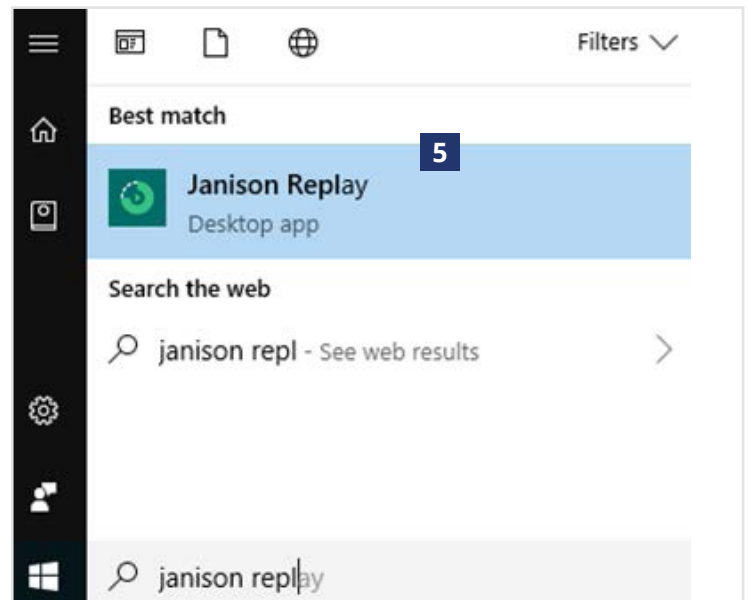 Filters
Best match
5
Janison Replay
Desktop app
Search the web
janison repl - See web results
janison replay